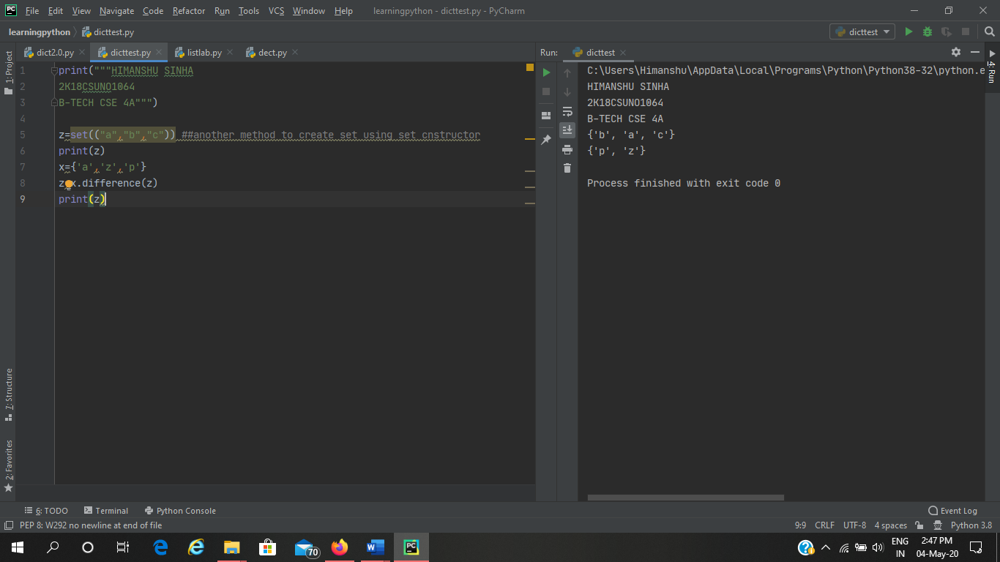 PC File Edit View Navigate Code Refactor Run Tools VCS Window Help learningpython - dicttest.py - PyCharm
learningpython dicttest.py dicttest
dict2.0.py dicttest.py listlab.py dect.py Run: dicttest
1: Project
4: Run
1 print("""HIMANSHU SINHA
2 2K18CSUNO1064
3 B-TECH CSE 4A""")
4
5 z=set(("a","b","c")) ##another method to create set using set cnstructor
6 print(z)
7 x={'a','z','p'}
8 z x.difference(z)
9 print(z)
C:\Users\Himanshu\AppData\Local\Programs\Python\Python38-32\python.e
HIMANSHU SINHA
2K18CSUNO1064
B-TECH CSE 4A
{'b', 'a', 'c'}
{'p', 'z'}
Process finished with exit code 0
7: Structure
2: Favorites
6: TODO Terminal Python Console Event Log
PEP 8: W292 no newline at end of file 9:9 CRLF UTF-8 4 spaces Python 3.8
70 PC ENG 2:47 PM
IN 04-May-20